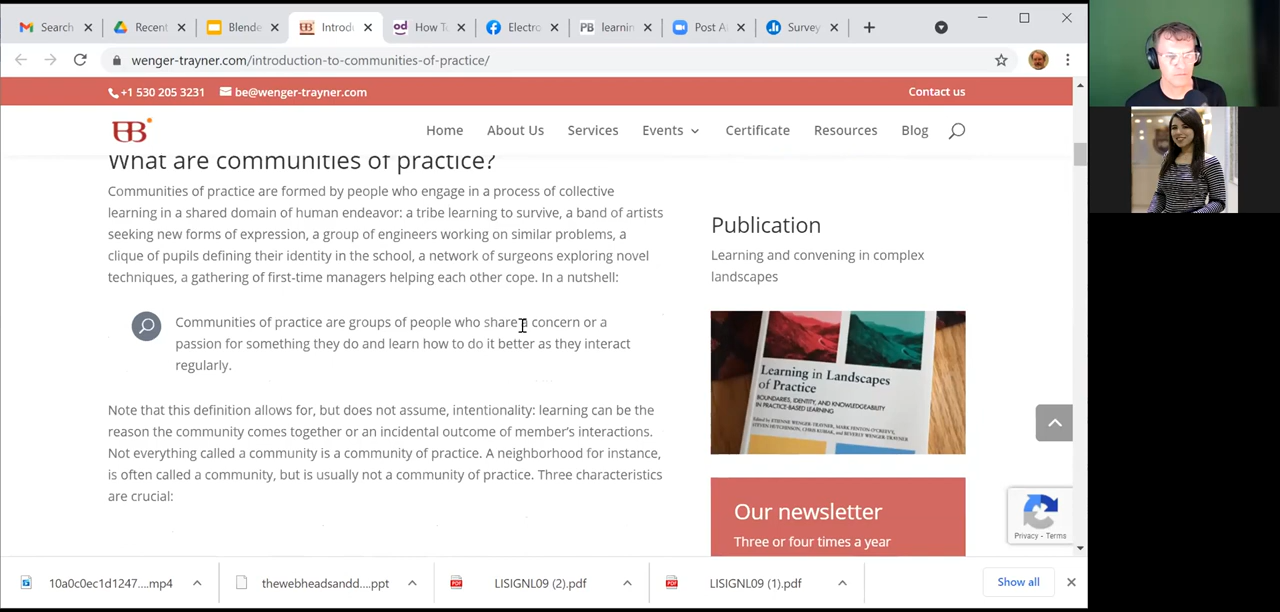 Search
Recent
Blende
Introdu
How To
Electro
PB learnin
Post A
Survey
wenger-trayner.com/introduction-to-communities-of-practice/
+1 530 205 3231 be@wenger-trayner.com Contact us
Home About Us Services Events Certificate Resources Blog
What are communities of practice?
Communities of practice are formed by people who engage in a process of collective
learning in a shared domain of human endeavor: a tribe learning to survive, a band of artists
seeking new forms of expression, a group of engineers working on similar problems, a
clique of pupils defining their identity in the school, a network of surgeons exploring novel
techniques, a gathering of first-time managers helping each other cope. In a nutshell:
Communities of practice are groups of people who share a concern or a
passion for something they do and learn how to do it better as they interact
regularly.
Note that this definition allows for, but does not assume, intentionality: learning can be the
reason the community comes together or an incidental outcome of member's interactions.
Not everything called a community is a community of practice. A neighborhood for instance,
is often called a community, but is usually not a community of practice. Three characteristics
are crucial:
Publication
Learning and convening in complex
landscapes
Learning in Landscapes
of Practice
BOUNDARIES, IDENTITY, AND KNOWLEDGEABILITY
IN PRACTICE-BASED LEARNING
Our newsletter
Three or four times a year
Privacy - Terms
10a0c0ec1d1247....mp4
thewebheadsandd....ppt
LISIGNL09 (2).pdf
LISIGNL09 (1).pdf
Show all